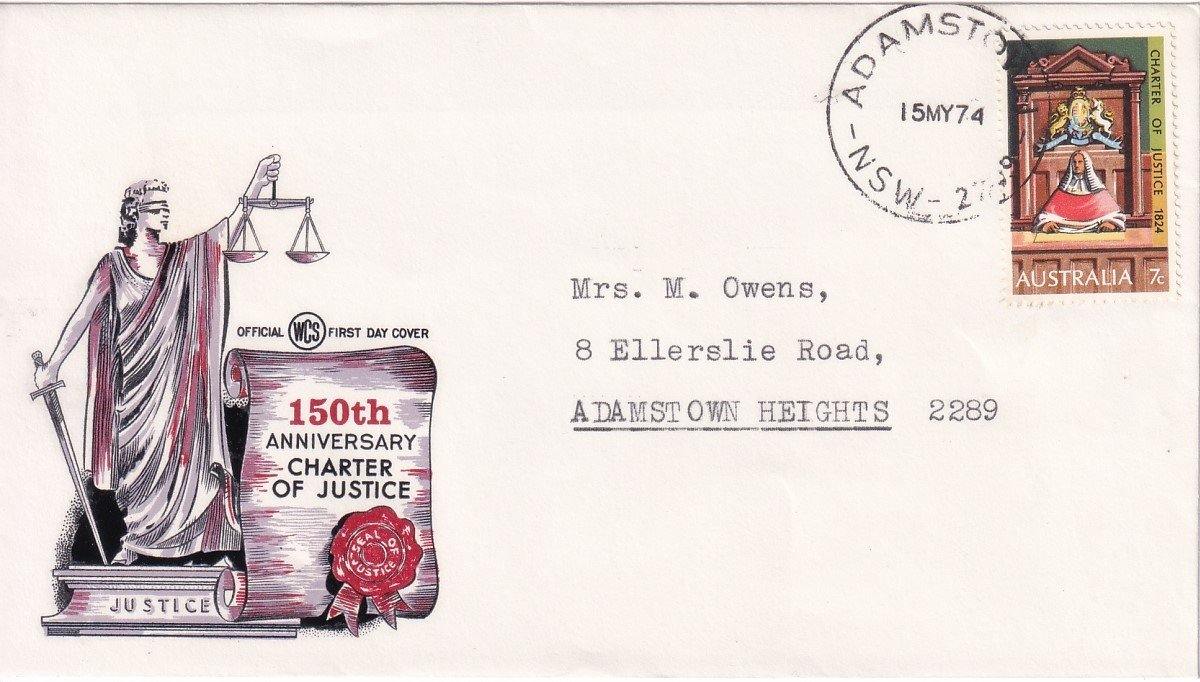 ADAMSTO
15MY74
-NSW-
CHARTER OF JUSTICE 1824
AUSTRALIA 7c
Mrs. M. Owens,
8 Ellerslie Road,
ADAMSTOWN HEIGHTS 2289
OFFICIAL WCS FIRST DAY COVER
150th
ANNIVERSARY
CHARTER
OF JUSTICE
SEAL OF
JUSTICE
JUSTICE